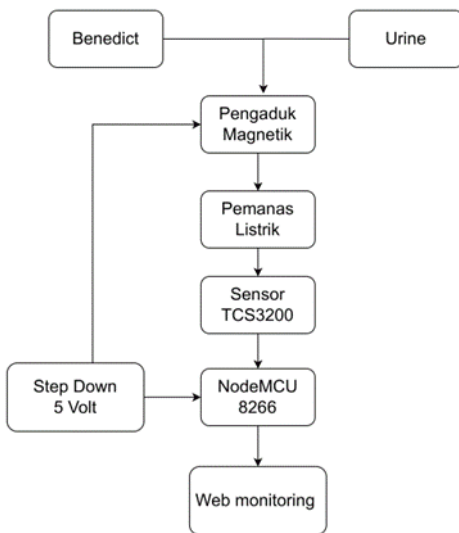 Benedict
Urine
Pengaduk
Magnetik
Pemanas
Listrik
Sensor
TCS3200
Step Down
5 Volt
NodeMCU
8266
Web monitoring